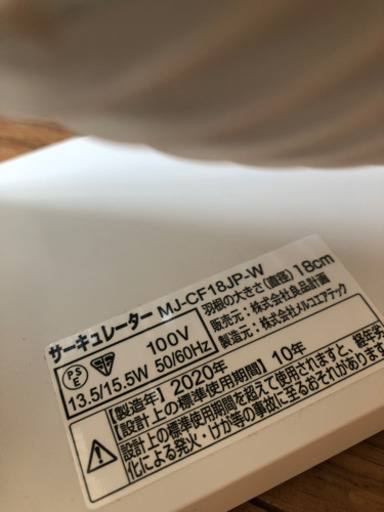 サーキュレーター MJ-CF18JP-W
羽根の大きさ(直径)18cm
PSE
100V
13.5/15.5W 50/60Hz
販売元：株式会社良品計画
製造元：株式会社メルコエアテック
【製造年】2020年
【設計上の標準使用期間】10年
設計上の標準使用期間を超えて使用されますと、経年劣
化による発火・けが等の事故に至るおそれがあり